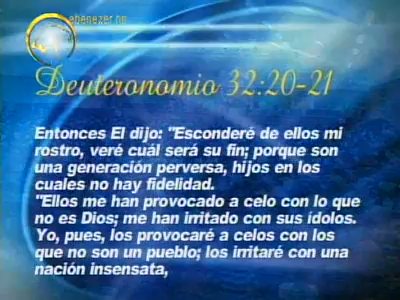 ebenezer.hn
Deuteronomio 32:20-21
Entonces El dijo: "Esconderé de ellos mi
rostro, veré cuál será su fin; porque son
una generación perversa, hijos en los
cuales no hay fidelidad.
"Ellos me han provocado a celo con lo que
no es Dios; me han irritado con sus ídolos.
Yo, pues, los provocaré a celos con los
que no son un pueblo; los irritaré con una
nación insensata,